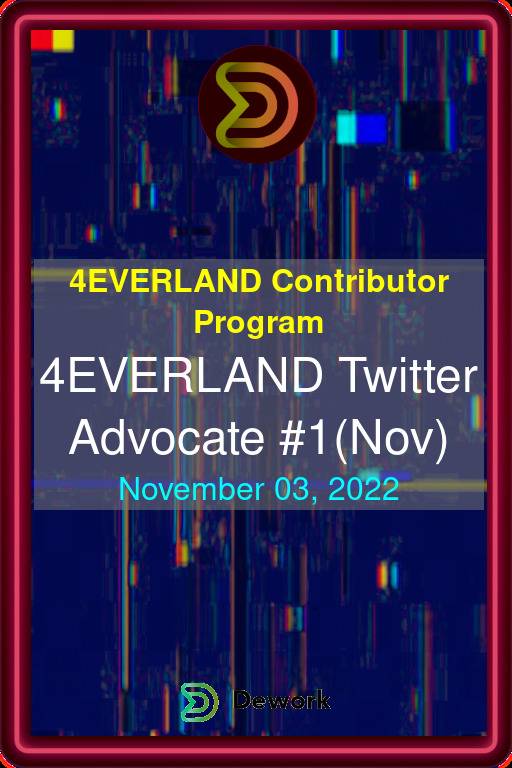 4EVERLAND Contributor
Program
4EVERLAND Twitter
Advocate #1(Nov)
November 03, 2022
Dework